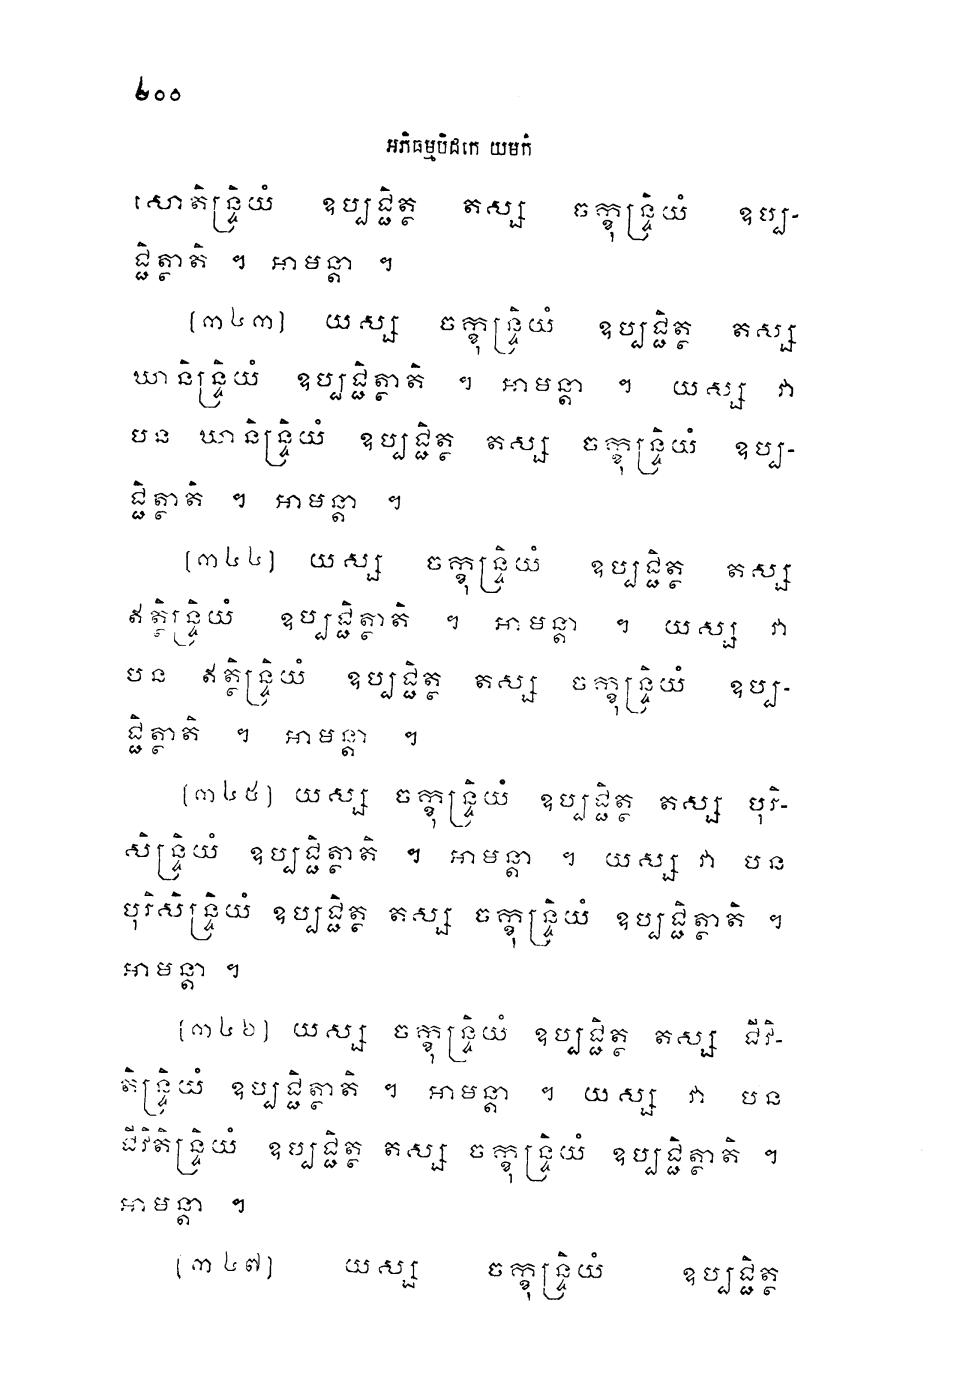 ៤០០
អភិធម្មបិដកេ យមកំ
សោតិន្ទ្រិយំ ឧប្បជ្ជិត្ថ តស្ស ចក្ខុន្ទ្រិយំ ឧប្ប-
ជ្ជិត្ថាតិ ។ អាមន្តា ។
[៣៤៣] យស្ស ចក្ខុន្ទ្រិយំ ឧប្បជ្ជិត្ថ តស្ស
ឃានិន្ទ្រិយំ ឧប្បជ្ជិត្ថាតិ ។ អាមន្តា ។ យស្ស វា
បន ឃានិន្ទ្រិយំ ឧប្បជ្ជិត្ថ តស្ស ចក្ខុន្ទ្រិយំ ឧប្ប-
ជ្ជិត្ថាតិ ។ អាមន្តា ។
[៣៤៤] យស្ស ចក្ខុន្ទ្រិយំ ឧប្បជ្ជិត្ថ តស្ស
ឥត្ថិន្ទ្រិយំ ឧប្បជ្ជិត្ថាតិ ។ អាមន្តា ។ យស្ស វា
បន ឥត្ថិន្ទ្រិយំ ឧប្បជ្ជិត្ថ តស្ស ចក្ខុន្ទ្រិយំ ឧប្ប-
ជ្ជិត្ថាតិ ។ អាមន្តា ។
[៣៤៥] យស្ស ចក្ខុន្ទ្រិយំ ឧប្បជ្ជិត្ថ តស្ស បុរិ-
សិន្ទ្រិយំ ឧប្បជ្ជិត្ថាតិ ។ អាមន្តា ។ យស្ស វា បន
បុរិសិន្ទ្រិយំ ឧប្បជ្ជិត្ថ តស្ស ចក្ខុន្ទ្រិយំ ឧប្បជ្ជិត្ថាតិ ។
អាមន្តា ។
[៣៤៦] យស្ស ចក្ខុន្ទ្រិយំ ឧប្បជ្ជិត្ថ តស្ស ជីវិ-
តិន្ទ្រិយំ ឧប្បជ្ជិត្ថាតិ ។ អាមន្តា ។ យស្ស វា បន
ជីវិតិន្ទ្រិយំ ឧប្បជ្ជិត្ថ តស្ស ចក្ខុន្ទ្រិយំ ឧប្បជ្ជិត្ថាតិ ។
អាមន្តា ។
[៣៤៧] យស្ស ចក្ខុន្ទ្រិយំ ឧប្បជ្ជិត្ថ